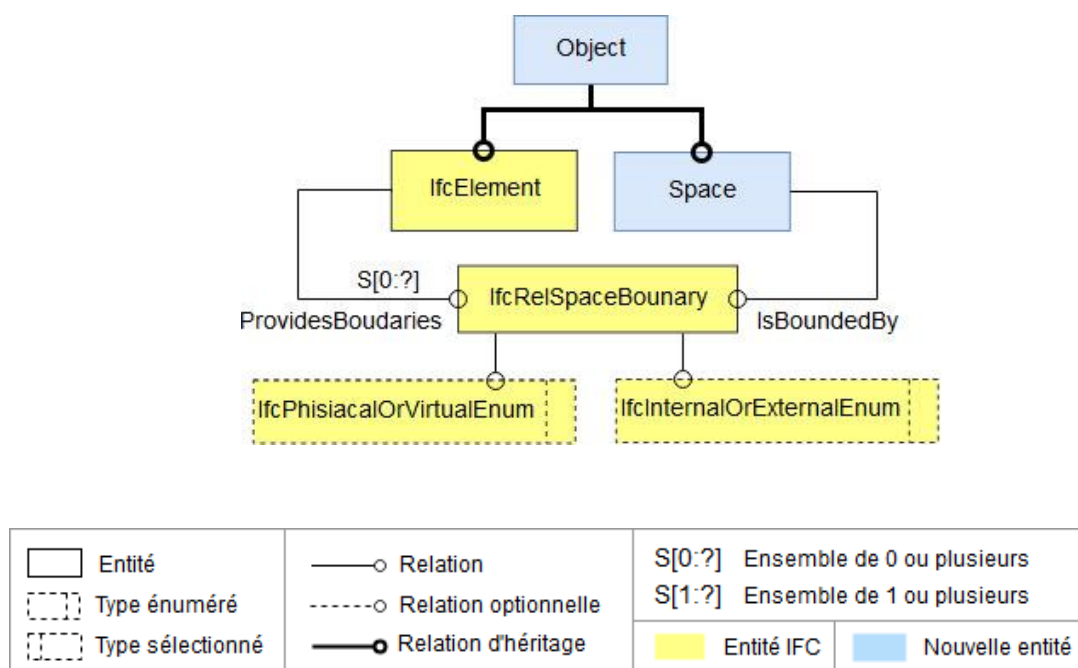 Object
IfcElement
Space
S[0:?]
IfcRelSpaceBounary
ProvidesBoudaries
IsBoundedBy
IfcPhisiacalOrVirtualEnum
IfcInternalOrExternalEnum
Entité
Relation
S[0:?] Ensemble de 0 ou plusieurs
Type énuméré
Relation optionnelle
S[1:?] Ensemble de 1 ou plusieurs
Type sélectionné
Relation d'héritage
Entité IFC
Nouvelle entité